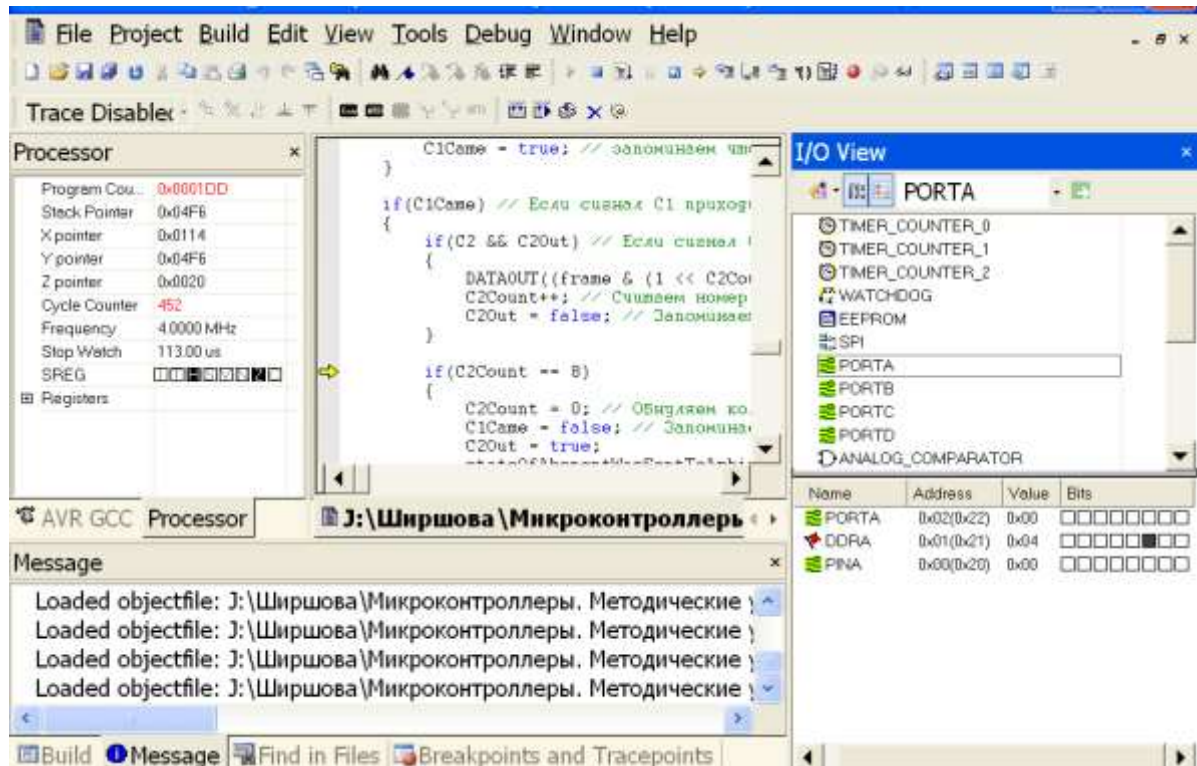 File Project Build Edit View Tools Debug Window Help
Trace Disabled
Processor
Program Cou... 0x0001DD
Stack Pointer 0x04F6
X pointer 0x0114
Y pointer 0x04F6
Z pointer 0x0020
Cycle Counter 452
Frequency 4.0000 MHz
Stop Watch 113.00 us
SREG
Registers
AVR GCC Processor
C1Came = true; // запоминаем
}
if(C1Came) // Если сигнал C1
{
if(C2 && C2Out) // Если сигнал
{
DATAOUT((frame & (1 <<
C2Count++; // Считаем номер
C2Out = false; // Запоминаем
}
if(C2Count == 8)
{
C2Count = 0; // Обнуляем
C1Came = false; //
C2Out = true;
J:\Ширшова\Микроконтроллеры
I/O View
PORTA
TIMER_COUNTER_0
TIMER_COUNTER_1
TIMER_COUNTER_2
WATCHDOG
EEPROM
SPI
PORTA
PORTB
PORTC
PORTD
ANALOG_COMPARATOR
Name Address Value Bits
PORTA 0x02(0x22) 0x00
DDRA 0x01(0x21) 0x04
PINA 0x00(0x20) 0x00
Message
Loaded objectfile: J:\Ширшова\Микроконтроллеры. Методические
Loaded objectfile: J:\Ширшова\Микроконтроллеры. Методические
Loaded objectfile: J:\Ширшова\Микроконтроллеры. Методические
Loaded objectfile: J:\Ширшова\Микроконтроллеры. Методические
Build Message Find in Files Breakpoints and Tracepoints